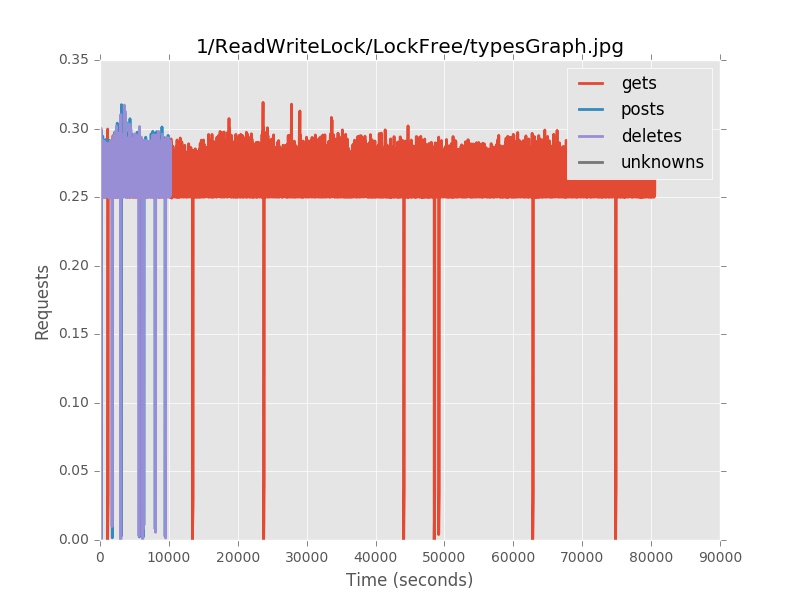 1/ReadWriteLock/LockFree/typesGraph.jpg
gets
posts
deletes
unknowns
0.35
0.30
0.25
0.20
0.15
0.10
0.05
0.00
Requests
0 10000 20000 30000 40000 50000 60000 70000 80000 90000
Time (seconds)